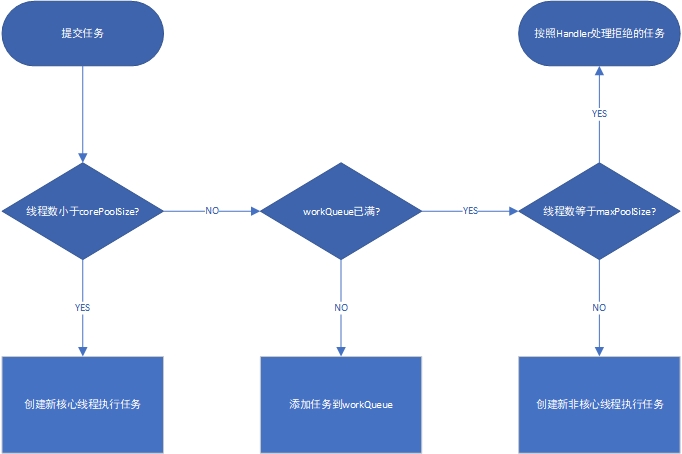 提交任务
按照Handler处理拒绝的任务
YES
线程数小于corePoolSize?
NO
workQueue已满?
YES
线程数等于maxPoolSize?
YES
NO
NO
创建新核心线程执行任务
添加任务到workQueue
创建新非核心线程执行任务